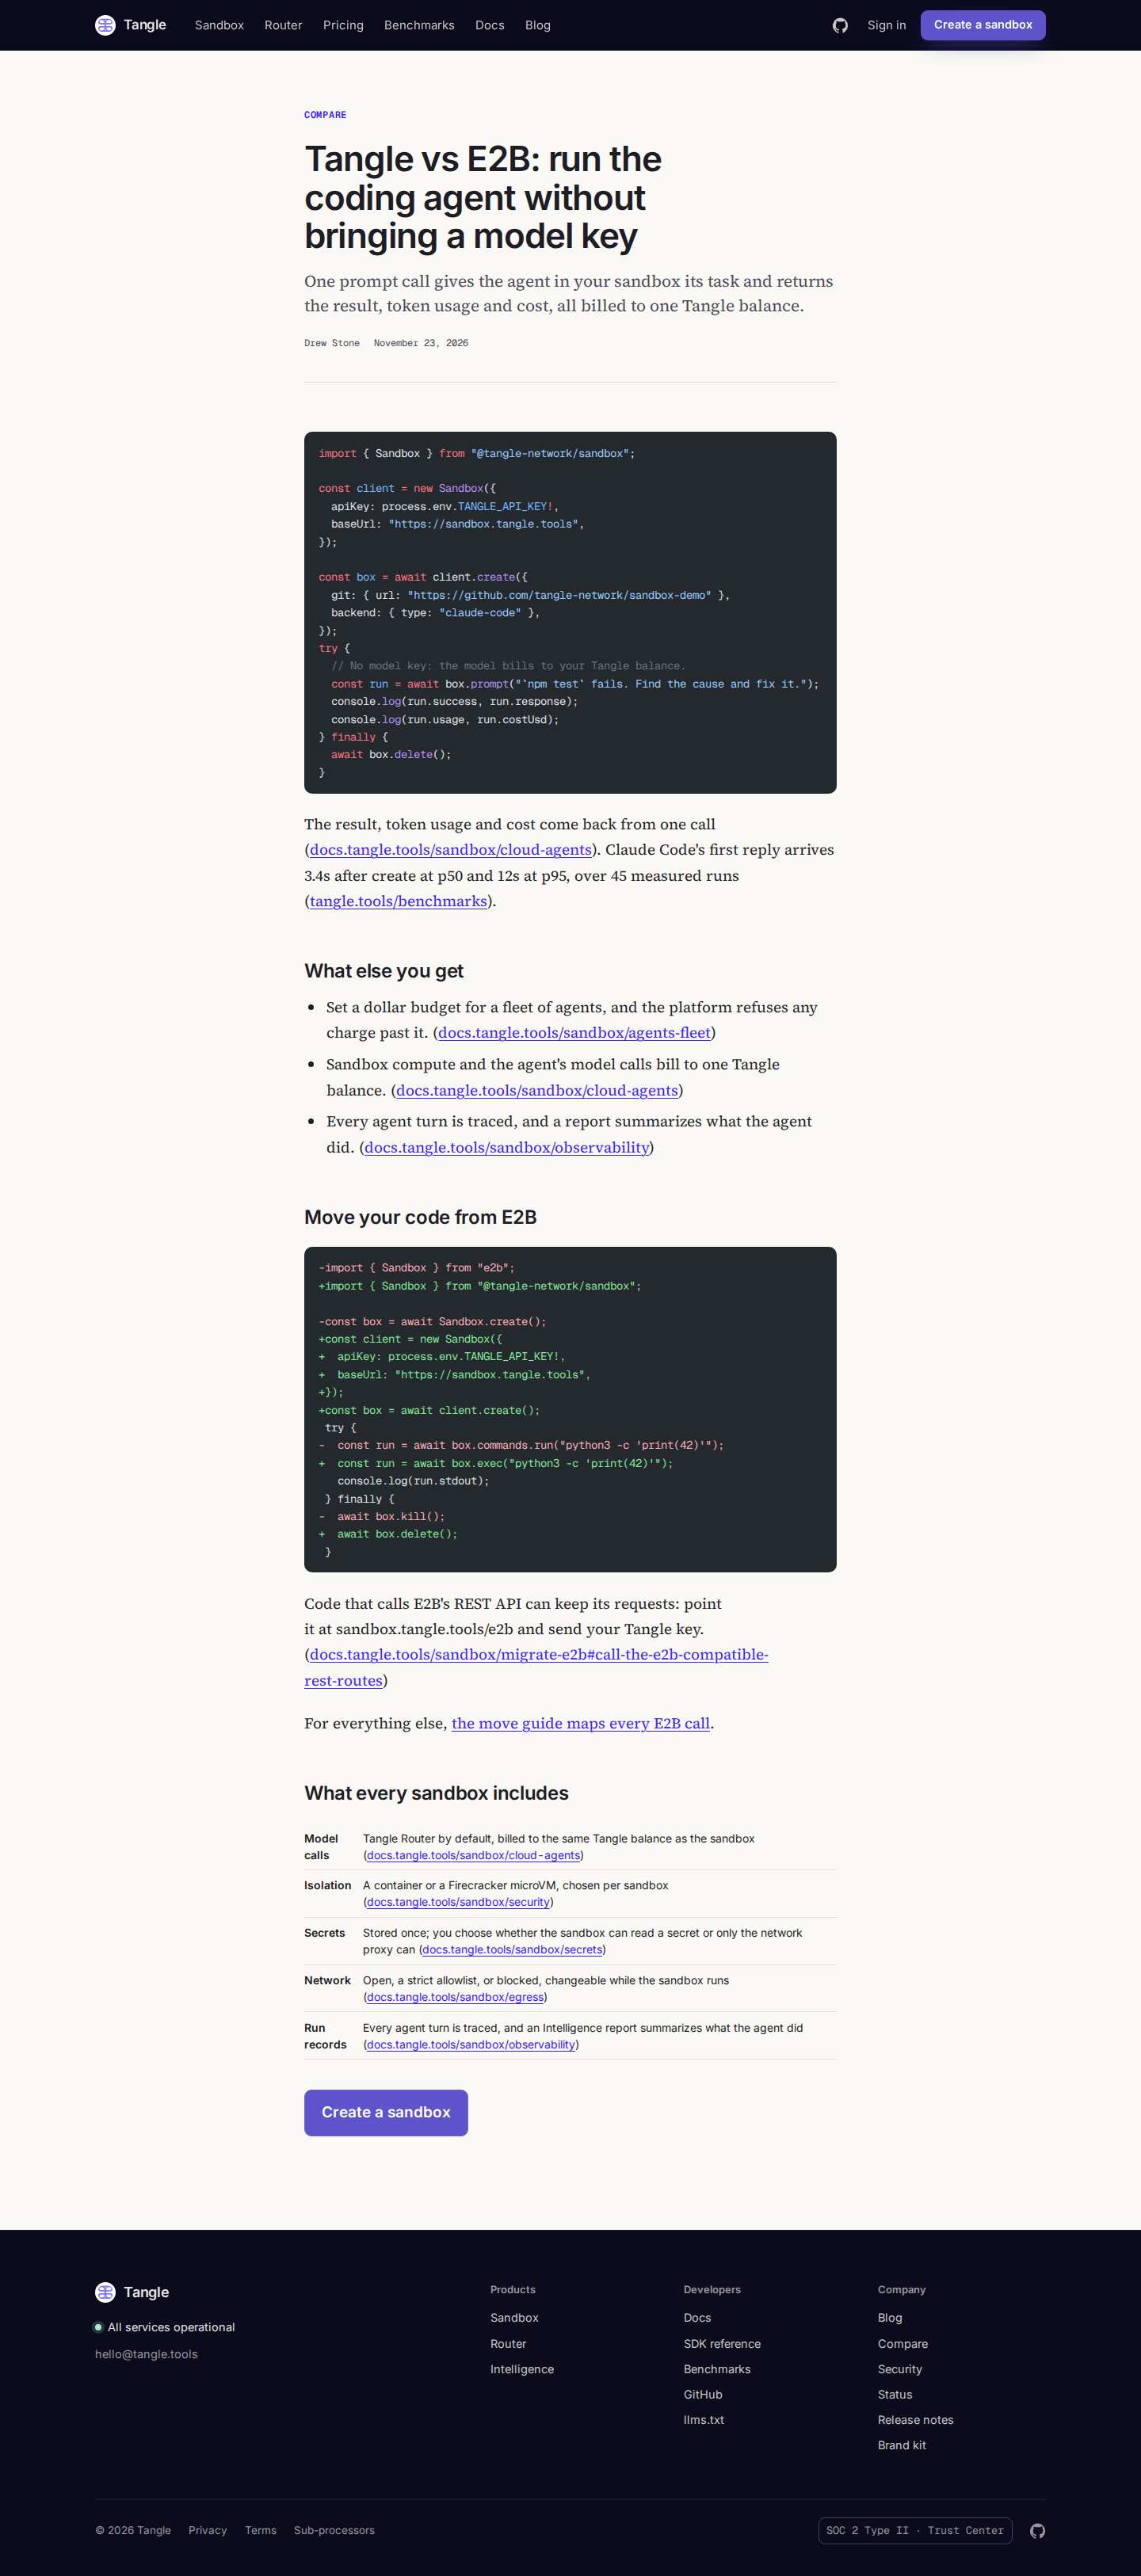 Tangle
Sandbox
Router
Pricing
Benchmarks
Docs
Blog
Sign in
Create a sandbox
COMPARE
Tangle vs E2B: run the
coding agent without
bringing a model key
One prompt call gives the agent in your sandbox its task and returns
the result, token usage and cost, all billed to one Tangle balance.
Drew Stone November 23, 2026
import { Sandbox } from "@tangle-network/sandbox";
const client = new Sandbox({
  apiKey: process.env.TANGLE_API_KEY!,
  baseUrl: "https://sandbox.tangle.tools",
});
const box = await client.create({
  git: { url: "https://github.com/tangle-network/sandbox-demo" },
  backend: { type: "claude-code" },
});
try {
  // No model key: the model bills to your Tangle balance.
  const run = await box.prompt("`npm test` fails. Find the cause and fix it.");
  console.log(run.success, run.response);
  console.log(run.usage, run.costUsd);
} finally {
  await box.delete();
}
The result, token usage and cost come back from one call
(docs.tangle.tools/sandbox/cloud-agents). Claude Code's first reply arrives
3.4s after create at p50 and 12s at p95, over 45 measured runs
(tangle.tools/benchmarks).
What else you get
• Set a dollar budget for a fleet of agents, and the platform refuses any
charge past it. (docs.tangle.tools/sandbox/agents-fleet)
• Sandbox compute and the agent's model calls bill to one Tangle
balance. (docs.tangle.tools/sandbox/cloud-agents)
• Every agent turn is traced, and a report summarizes what the agent
did. (docs.tangle.tools/sandbox/observability)
Move your code from E2B
-import { Sandbox } from "e2b";
+import { Sandbox } from "@tangle-network/sandbox";
-const box = await Sandbox.create();
+const client = new Sandbox({
+  apiKey: process.env.TANGLE_API_KEY!,
+  baseUrl: "https://sandbox.tangle.tools",
+});
+const box = await client.create();
 try {
-  const run = await box.commands.run("python3 -c 'print(42)'");
+  const run = await box.exec("python3 -c 'print(42)'");
   console.log(run.stdout);
 } finally {
-  await box.kill();
+  await box.delete();
 }
Code that calls E2B's REST API can keep its requests: point
it at sandbox.tangle.tools/e2b and send your Tangle key.
(docs.tangle.tools/sandbox/migrate-e2b#call-the-e2b-compatible-
rest-routes)
For everything else, the move guide maps every E2B call.
What every sandbox includes
Model
calls
Tangle Router by default, billed to the same Tangle balance as the sandbox
(docs.tangle.tools/sandbox/cloud-agents)
Isolation
A container or a Firecracker microVM, chosen per sandbox
(docs.tangle.tools/sandbox/security)
Secrets
Stored once; you choose whether the sandbox can read a secret or only the network
proxy can (docs.tangle.tools/sandbox/secrets)
Network
Open, a strict allowlist, or blocked, changeable while the sandbox runs
(docs.tangle.tools/sandbox/egress)
Run
records
Every agent turn is traced, and an Intelligence report summarizes what the agent did
(docs.tangle.tools/sandbox/observability)
Create a sandbox
Tangle
All services operational
hello@tangle.tools
Products
Sandbox
Router
Intelligence
Developers
Docs
SDK reference
Benchmarks
GitHub
llms.txt
Company
Blog
Compare
Security
Status
Release notes
Brand kit
© 2026 Tangle
Privacy
Terms
Sub-processors
SOC 2 Type II · Trust Center